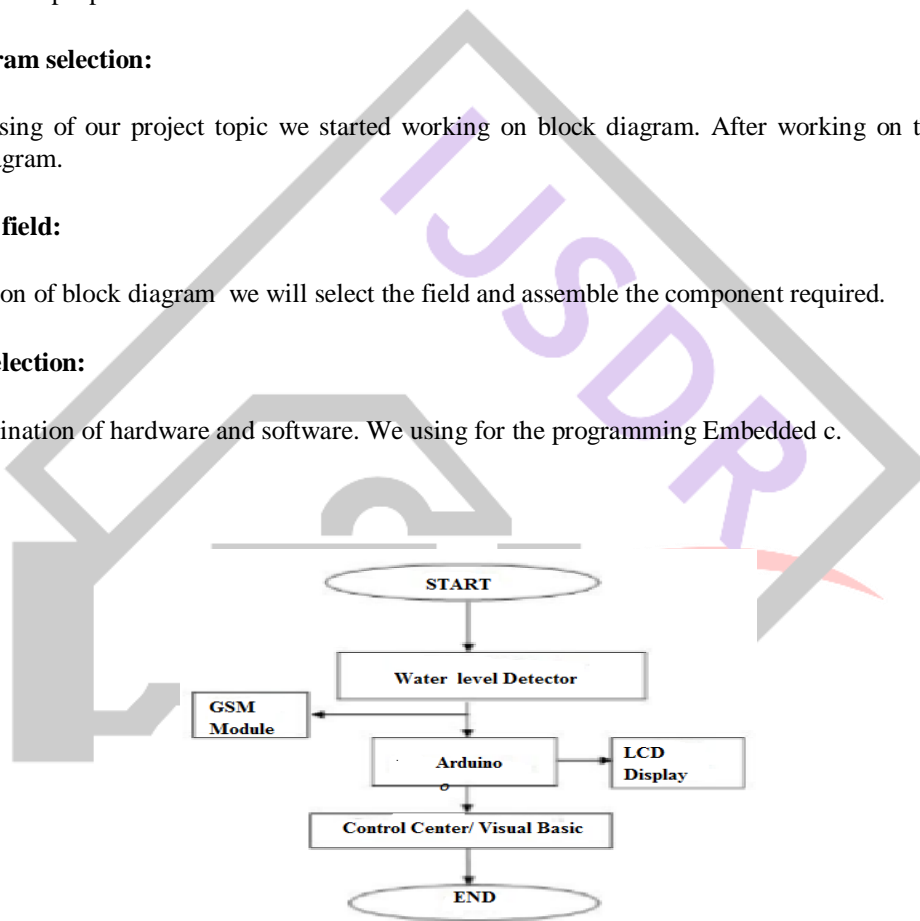 ram selection:
sing of our project topic we started working on block diagram. After working on t
agram.
field:
on of block diagram we will select the field and assemble the component required.
election:
ination of hardware and software. We using for the programming Embedded c.
IJSDR
START
Water level Detector
GSM
Module
Arduino
LCD
Display
Control Center/ Visual Basic
END